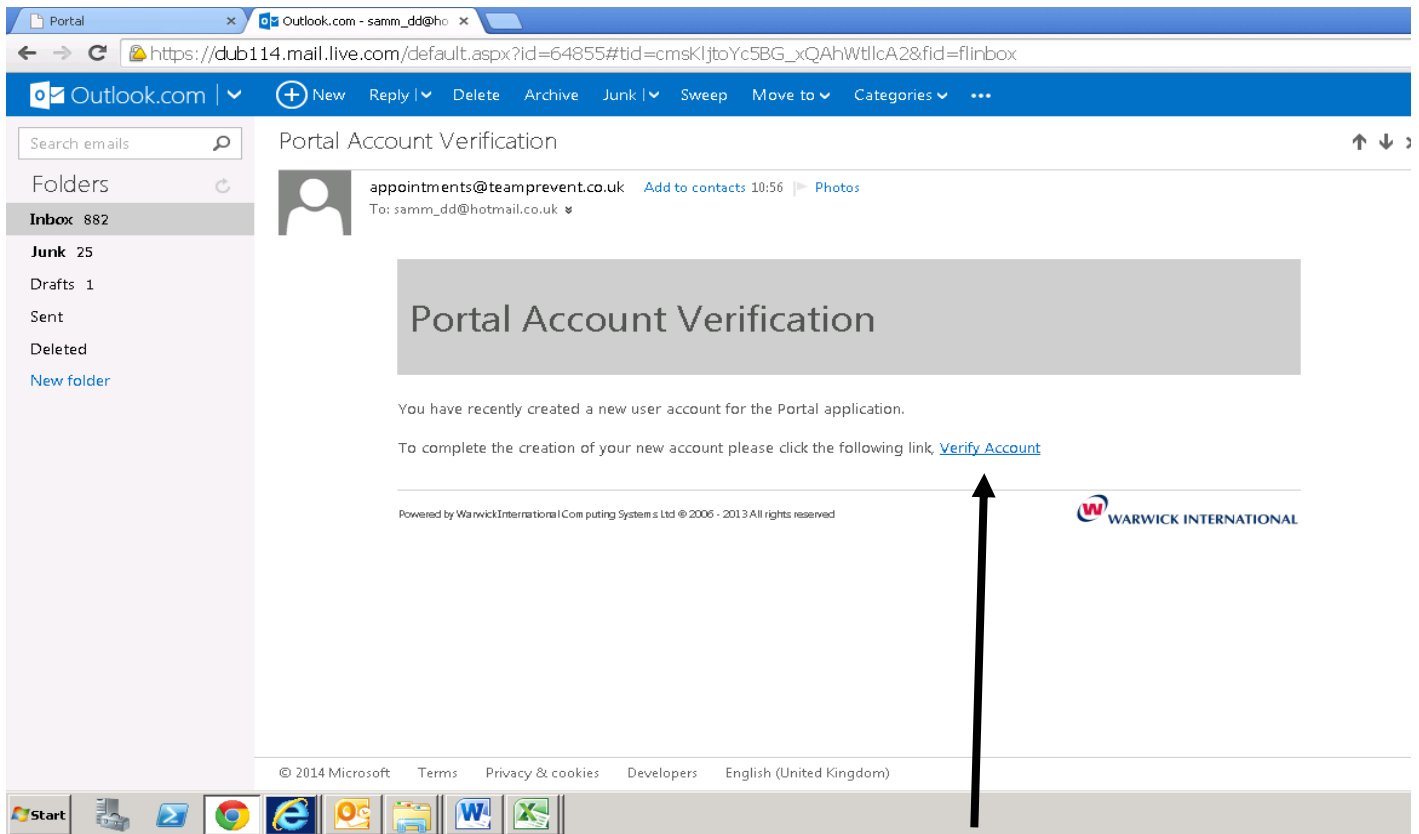 Portal
Outlook.com - samm_dd@ho
https://dub114.mail.live.com/default.aspx?id=64855#tid=cmsKljtoYc5BG_xQAhWtllcA2&fid=flinbox
Outlook.com
New Reply Delete Archive Junk Sweep Move to Categories •••
Search emails
Portal Account Verification
Folders
appointments@teamprevent.co.uk Add to contacts 10:56 Photos
To: samm_dd@hotmail.co.uk
Inbox 882
Junk 25
Drafts 1
Sent
Deleted
New folder
Portal Account Verification
You have recently created a new user account for the Portal application.
To complete the creation of your new account please click the following link, Verify Account
Powered by WarwickInternational Computing Systems Ltd © 2006 - 2013 All rights reserved
WARWICK INTERNATIONAL
© 2014 Microsoft Terms Privacy & cookies Developers English (United Kingdom)
Start